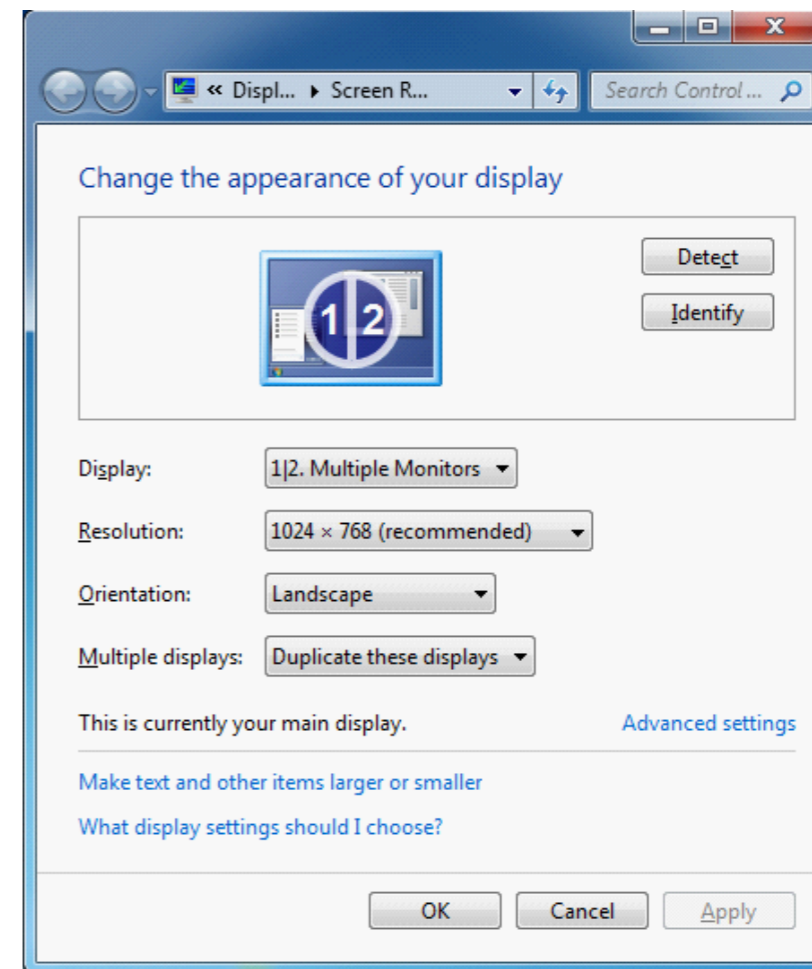 « Displ... ▸ Screen R...
Search Control ...
Change the appearance of your display
1|2
Detect
Identify
Display: 1|2. Multiple Monitors
Resolution: 1024 × 768 (recommended)
Orientation: Landscape
Multiple displays: Duplicate these displays
This is currently your main display. Advanced settings
Make text and other items larger or smaller
What display settings should I choose?
OK Cancel Apply